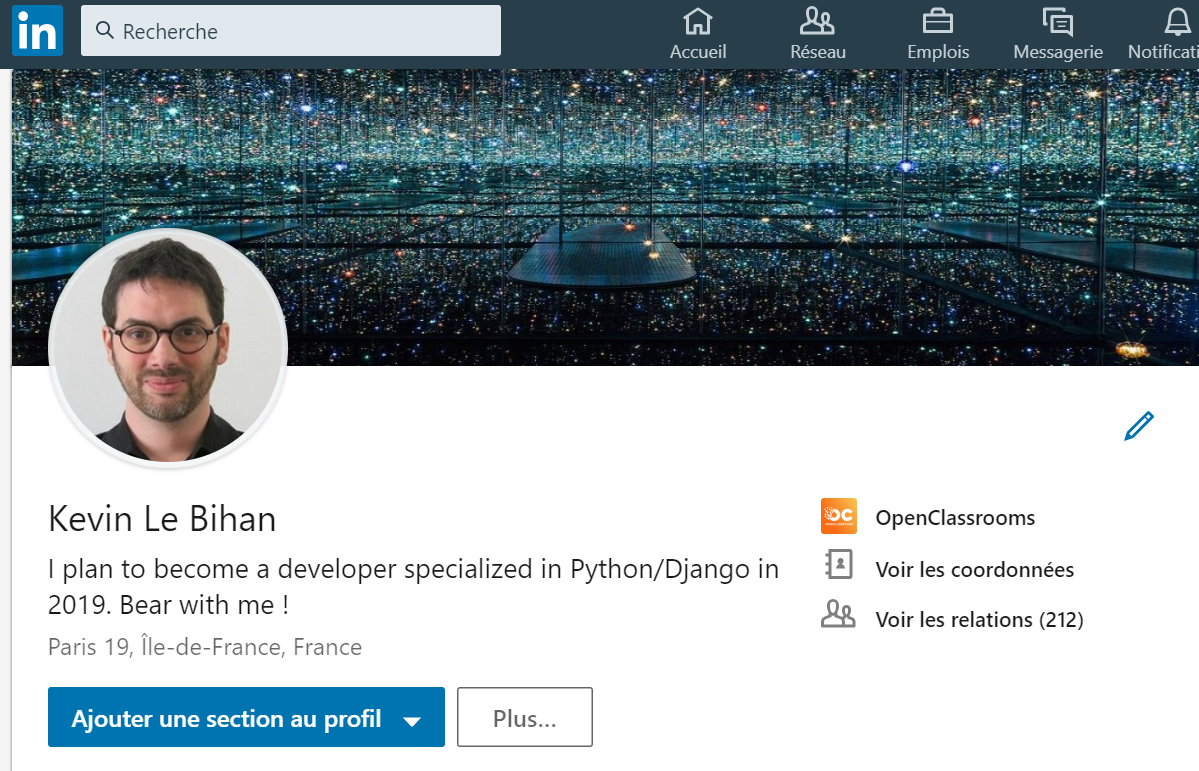 in
Recherche
Accueil
Réseau
Emplois
Messagerie
Notificati
Kevin Le Bihan
I plan to become a developer specialized in Python/Django in
2019. Bear with me !
Paris 19, Île-de-France, France
Ajouter une section au profil
Plus...
OC
OpenClassrooms
Voir les coordonnées
Voir les relations (212)